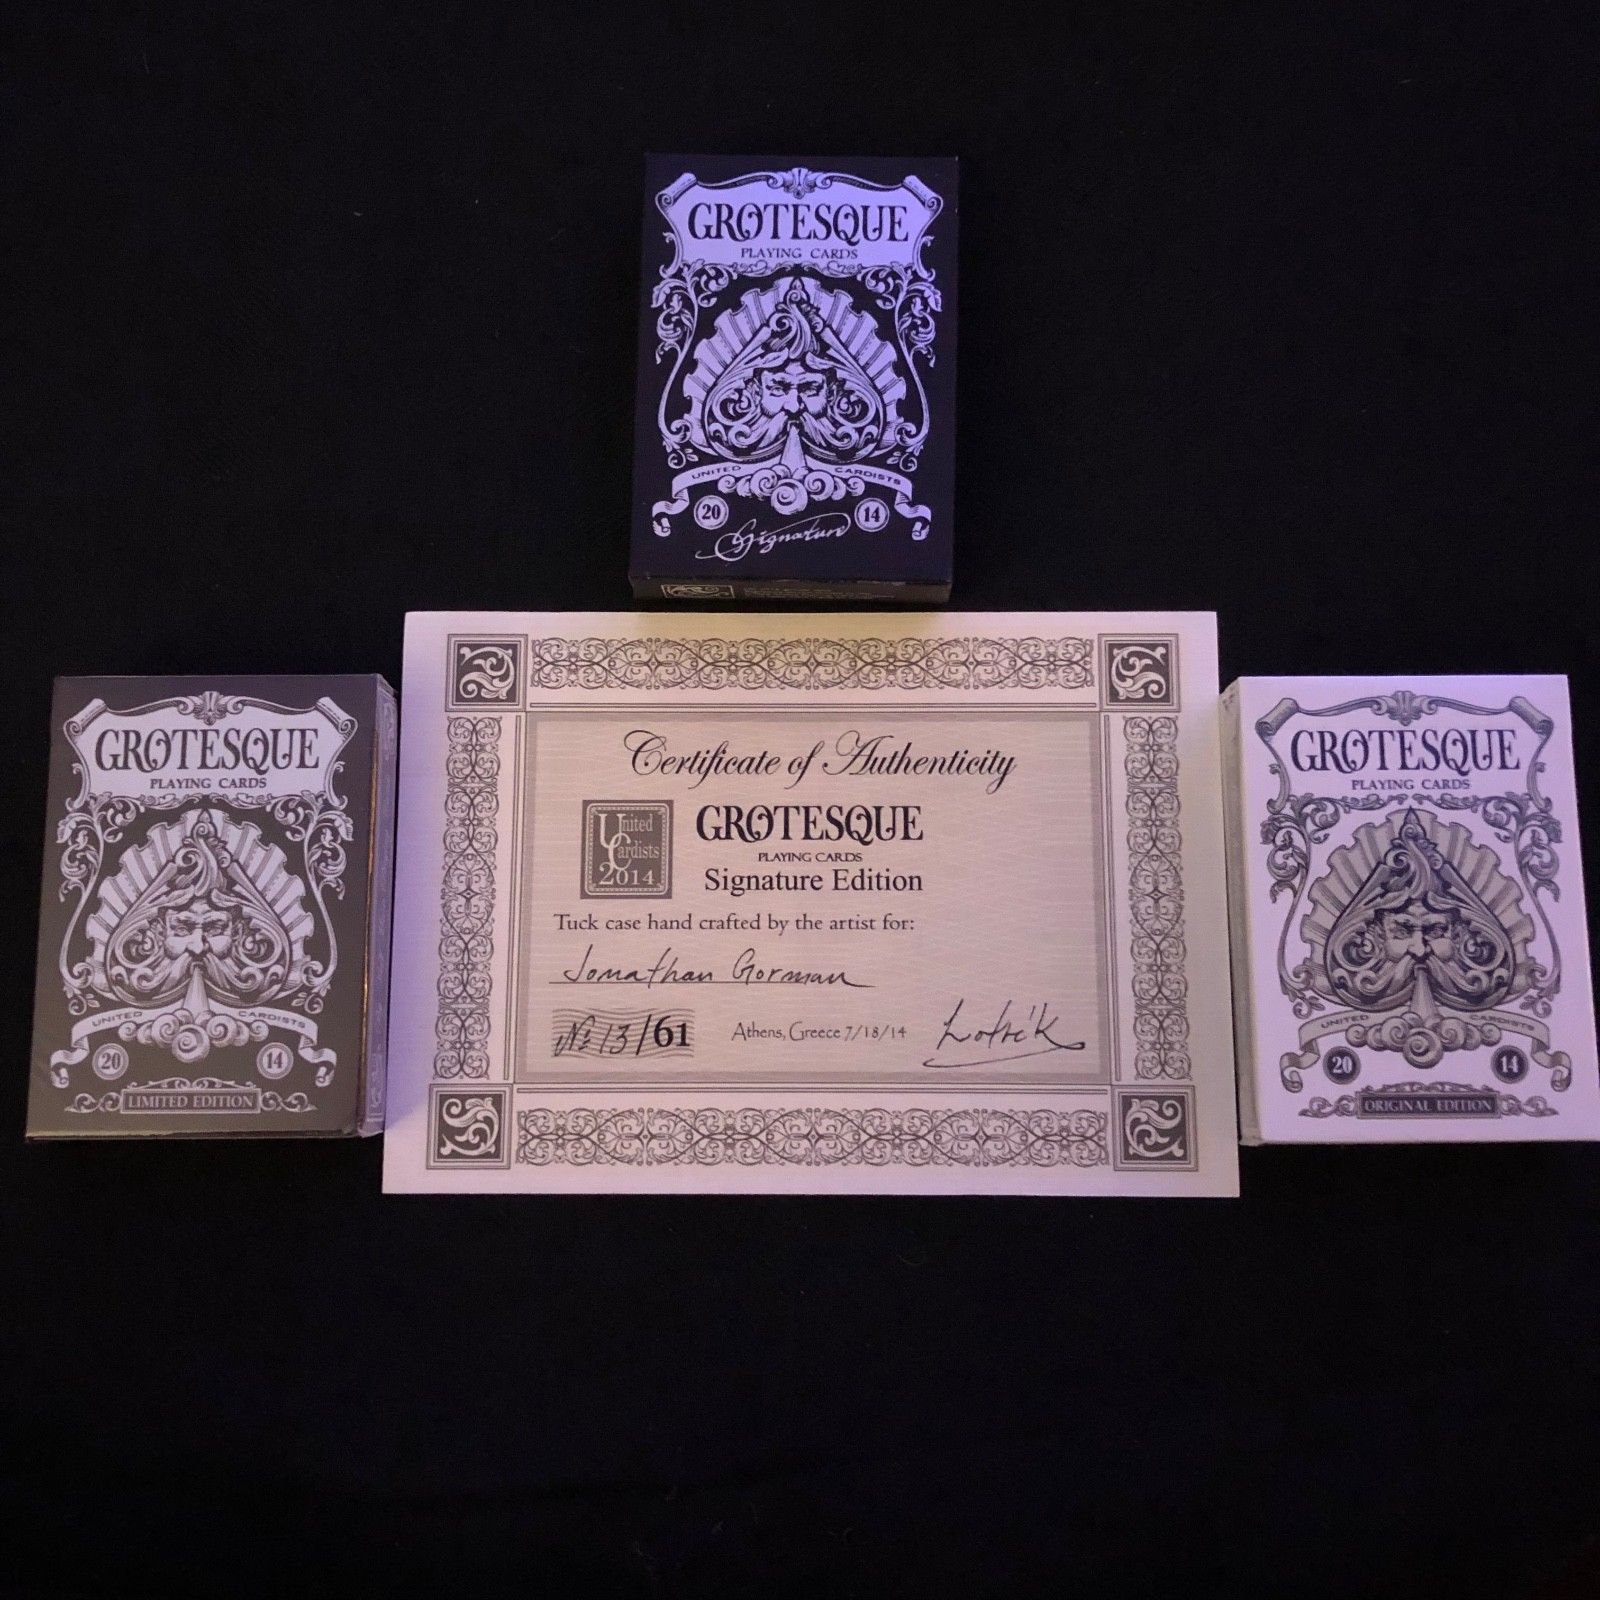 GROTESQUE
PLAYING CARDS
UNITED CARDISTS
20 14
Signature
GROTESQUE
PLAYING CARDS
UNITED CARDISTS
20 14
LIMITED EDITION
Certificate of Authenticity
United
Cardists
2014
GROTESQUE
PLAYING CARDS
Signature Edition
Tuck case hand crafted by the artist for:
Jonathan Gorman
№ 13/61
Athens, Greece 7/18/14
Lotrek
GROTESQUE
PLAYING CARDS
UNITED CARDISTS
20 14
ORIGINAL EDITION